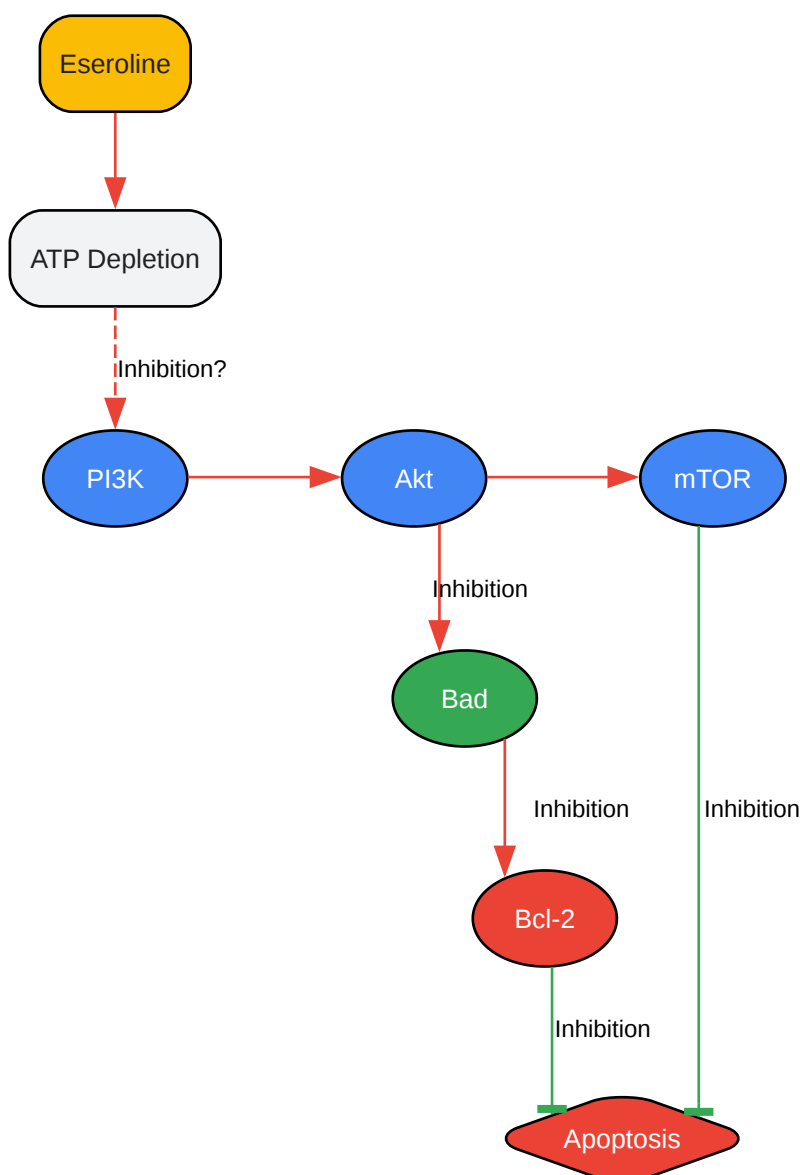 Eseroline
ATP Depletion
Inhibition?
PI3K
Akt
mTOR
Inhibition
Bad
Inhibition
Inhibition
Bcl-2
Inhibition
Apoptosis